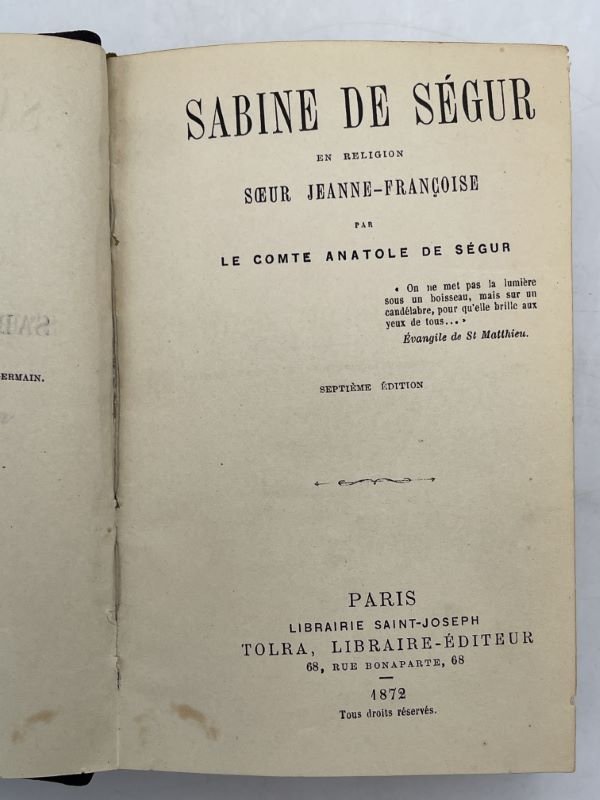 ERMAIN.
SABINE DE SÉGUR
EN RELIGION
SŒUR JEANNE-FRANÇOISE
PAR
LE COMTE ANATOLE DE SÉGUR
« On ne met pas la lumière
sous un boisseau, mais sur un
candélabre, pour qu'elle brille aux
yeux de tous... »
Évangile de St Matthieu.
SEPTIÈME ÉDITION
PARIS
LIBRAIRIE SAINT-JOSEPH
TOLRA, LIBRAIRE-ÉDITEUR
68, RUE BONAPARTE, 68
1872
Tous droits réservés.